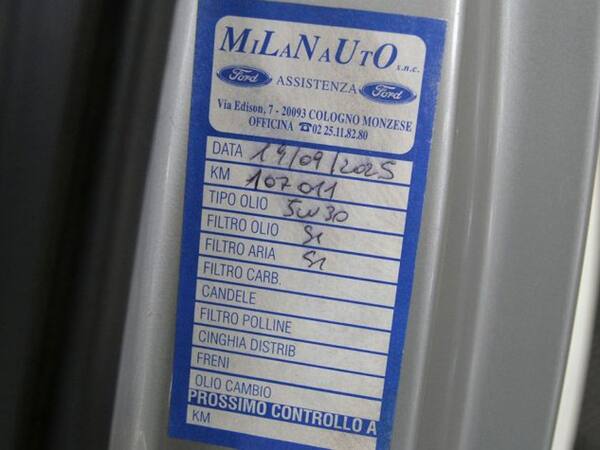 MiLaNaUtO s.n.c.
Ford ASSISTENZA Ford
Via Edison, 7 - 20093 COLOGNO MONZESE
OFFICINA ☎02 25.11.82.80
DATA 19/09/2025
KM 107011
TIPO OLIO 5w30
FILTRO OLIO SI
FILTRO ARIA SI
FILTRO CARB.
CANDELE
FILTRO POLLINE
CINGHIA DISTRIB
FRENI
OLIO CAMBIO
PROSSIMO CONTROLLO A
KM